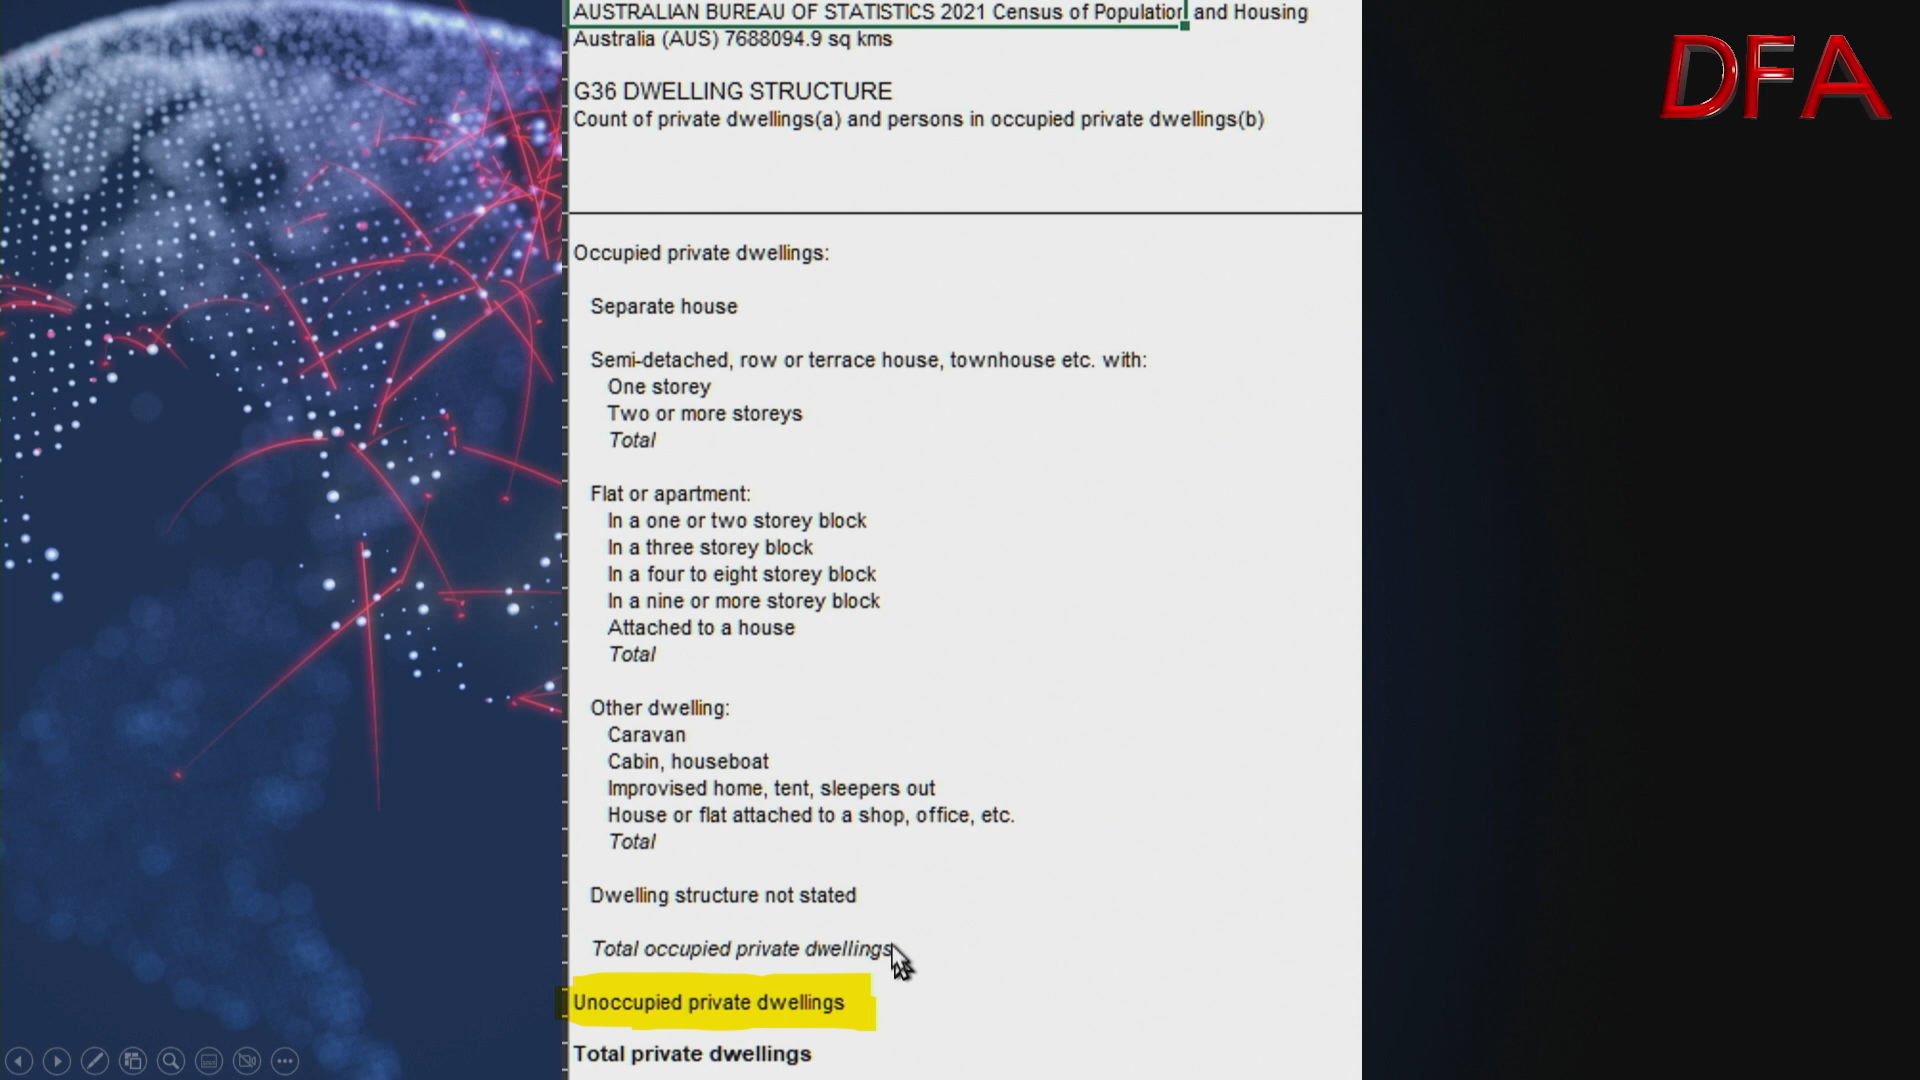 AUSTRALIAN BUREAU OF STATISTICS 2021 Census of Population and Housing
Australia (AUS) 7688094.9 sq kms
DFA
G36 DWELLING STRUCTURE
Count of private dwellings(a) and persons in occupied private dwellings(b)
Occupied private dwellings:
Separate house
Semi-detached, row or terrace house, townhouse etc. with:
One storey
Two or more storeys
Total
Flat or apartment:
In a one or two storey block
In a three storey block
In a four to eight storey block
In a nine or more storey block
Attached to a house
Total
Other dwelling:
Caravan
Cabin, houseboat
Improvised home, tent, sleepers out
House or flat attached to a shop, office, etc.
Total
Dwelling structure not stated
Total occupied private dwellings
Unoccupied private dwellings
Total private dwellings